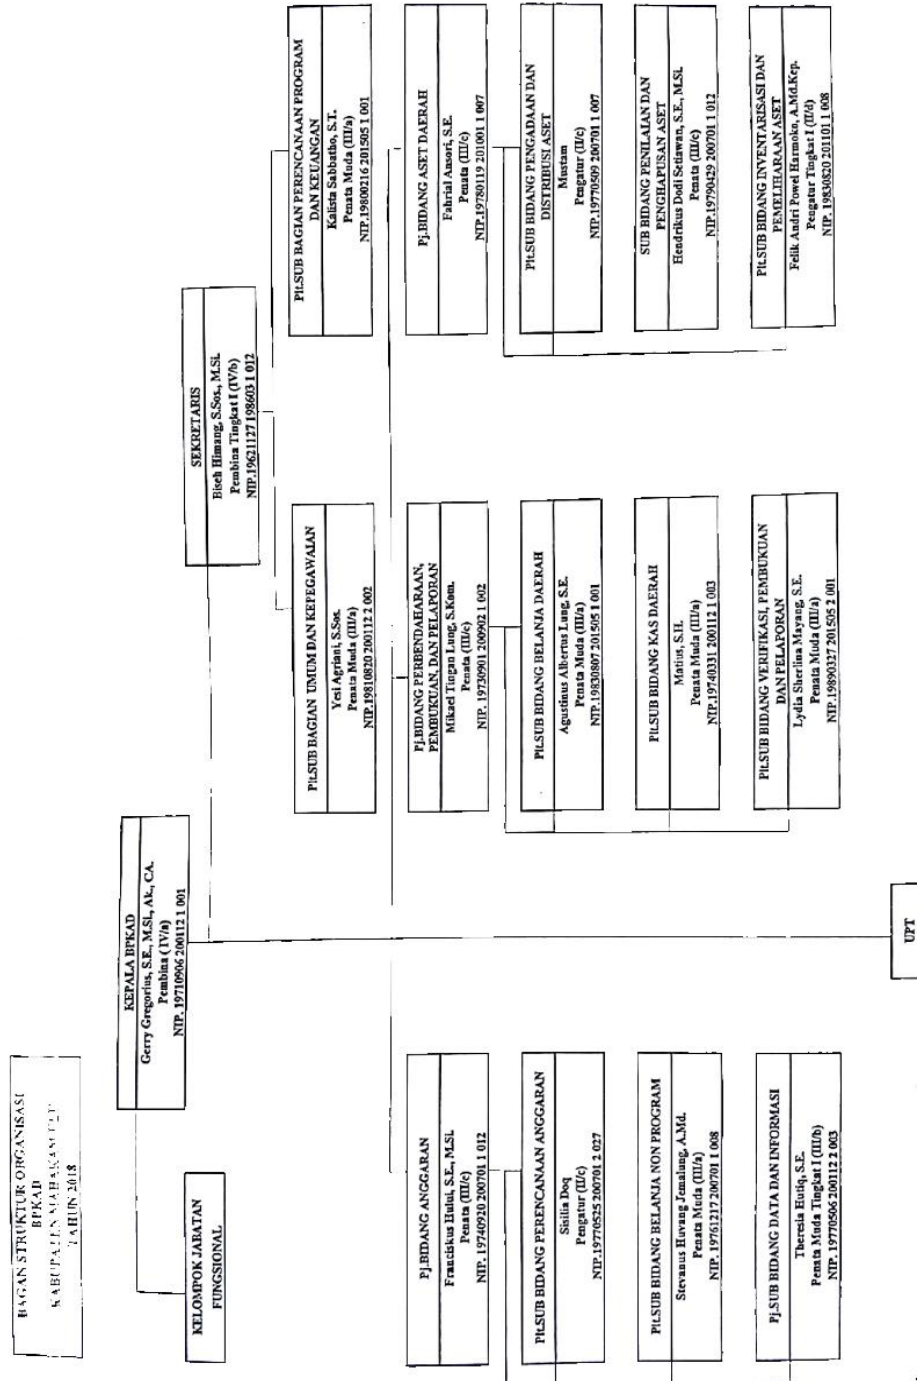 BAGAN STRUKTUR ORGANISASI
BPKAD
KABUPATEN MAHAKAM ULU
TAHUN 2018
KEPALA BPKAD
Gerry Gregorius, S.E., M.Si., Ak., CA.
Pembina (IV/a)
NIP. 19710906 200112 1 001
KELOMPOK JABATAN
FUNGSIONAL
SEKRETARIS
Biseh Himang, S.Sos., M.Si.
Pembina Tingkat I (IV/b)
NIP.19621127 198603 1 012
Plt.SUB BAGIAN UMUM DAN KEPEGAWAIAN
Yesi Agriani, S.Sos.
Penata Muda (III/a)
NIP.19810820 200112 2 002
Plt.SUB BAGIAN PERENCANAAN PROGRAM
DAN KEUANGAN
Kalista Sabbatho, S.T.
Penata Muda (III/a)
NIP.19800216 201505 1 001
Pj.BIDANG ANGGARAN
Franciskus Hului, S.E., M.Si.
Penata (III/c)
NIP. 19740920 200701 1 012
Pj.BIDANG PERBENDAHARAAN,
PEMBUKUAN, DAN PELAPORAN
Mikael Tingan Lung, S.Kom.
Penata (III/c)
NIP. 19730901 200902 1 002
Pj.BIDANG ASET DAERAH
Fahrial Ansori, S.E.
Penata (III/c)
NIP.19780119 201001 1 007
Plt.SUB BIDANG PERENCANAAN ANGGARAN
Sisilia Doq
Pengatur (II/c)
NIP.19770525 200701 2 027
Plt.SUB BIDANG BELANJA DAERAH
Agustinus Albertus Lung, S.E.
Penata Muda (III/a)
NIP.19830807 201505 1 001
Plt.SUB BIDANG PENGADAAN DAN
DISTRIBUSI ASET
Mustam
Pengatur (II/c)
NIP.19770509 200701 1 007
Plt.SUB BIDANG BELANJA NON PROGRAM
Stevanus Huvang Jemalung, A.Md.
Penata Muda (III/a)
NIP. 19761217 200701 1 008
Plt.SUB BIDANG KAS DAERAH
Matius, S.H.
Penata Muda (III/a)
NIP.19740331 200112 1 003
SUB BIDANG PENILAIAN DAN
PENGHAPUSAN ASET
Hendrikus Dodi Setiawan, S.E., M.Si.
Penata (III/c)
NIP.19790429 200701 1 012
Pj.SUB BIDANG DATA DAN INFORMASI
Theresia Hutiq, S.E.
Penata Muda Tingkat I (III/b)
NIP. 19770506 200112 2 003
Plt.SUB BIDANG VERIFIKASI, PEMBUKUAN
DAN PELAPORAN
Lydia Sherlina Mayang, S.E.
Penata Muda (III/a)
NIP.19890327 201505 2 001
Plt.SUB BIDANG INVENTARISASI DAN
PEMELIHARAAN ASET
Felik Andri Powel Harmoko, A.Md.Kep.
Pengatur Tingkat I (II/d)
NIP. 19830820 201101 1 008
UPT